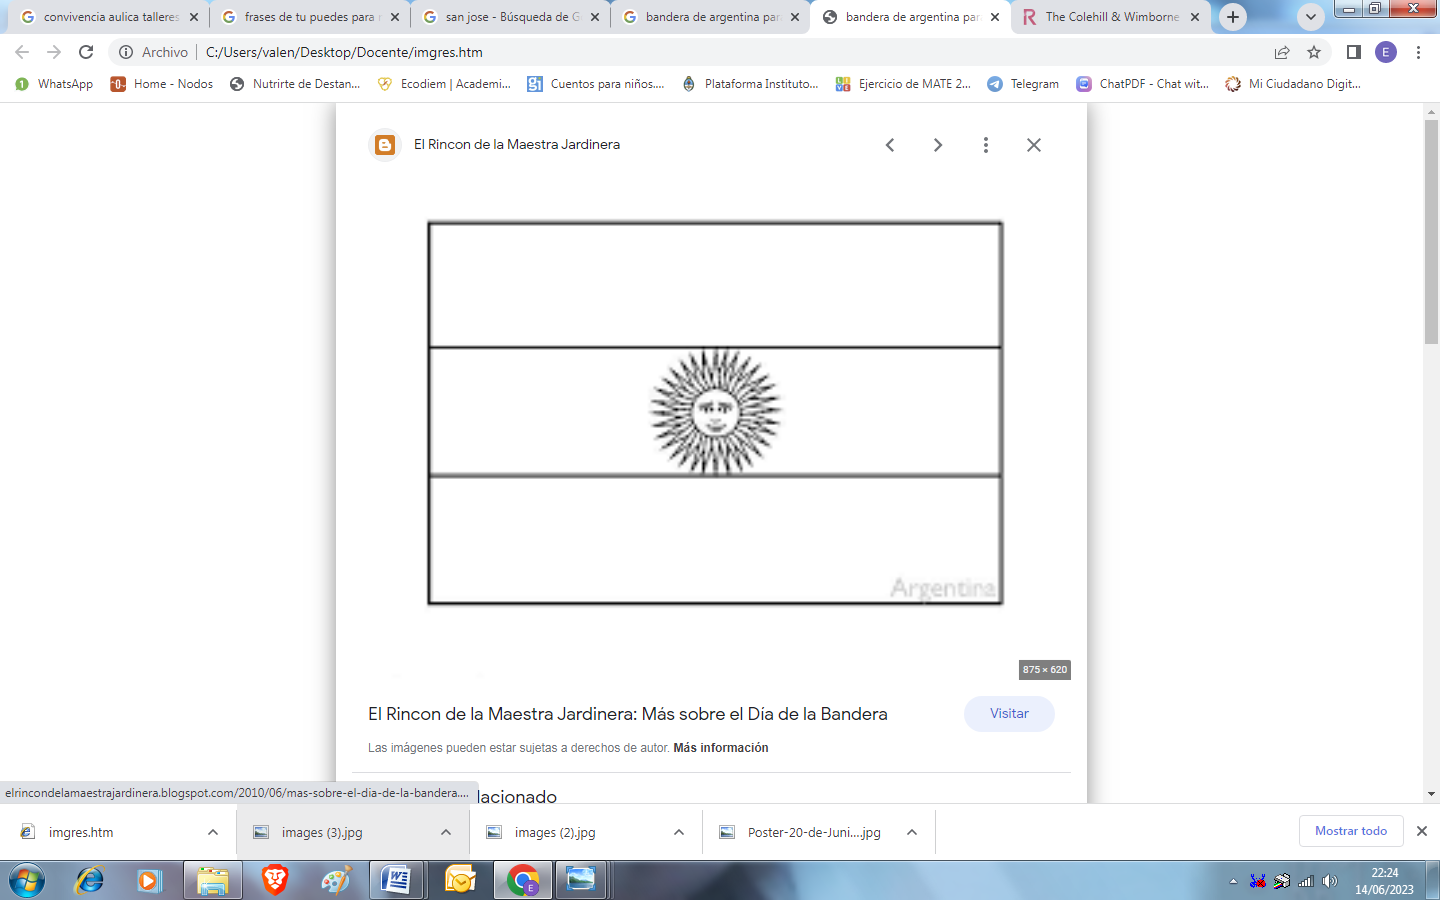 convivencia aulica talleres
frases de tu puedes para
san jose - Búsqueda de G
bandera de argentina par
bandera de argentina par
The Colehill & Wimborne
Archivo
C:/Users/valen/Desktop/Docente/imgres.htm
E
WhatsApp
Home - Nodos
Nutrirte de Destan...
Ecodiem | Academi...
Cuentos para niños....
Plataforma Instituto...
Ejercicio de MATE 2...
Telegram
ChatPDF - Chat wit...
Mi Ciudadano Digit...
El Rincon de la Maestra Jardinera
Argentina
875 × 620
El Rincon de la Maestra Jardinera: Más sobre el Día de la Bandera
Visitar
Las imágenes pueden estar sujetas a derechos de autor. Más información
elrincondelamaestrajardinera.blogspot.com/2010/06/mas-sobre-el-dia-de-la-bandera....
lacionado
imgres.htm
images (3).jpg
images (2).jpg
Poster-20-de-Juni....jpg
Mostrar todo
22:24
14/06/2023